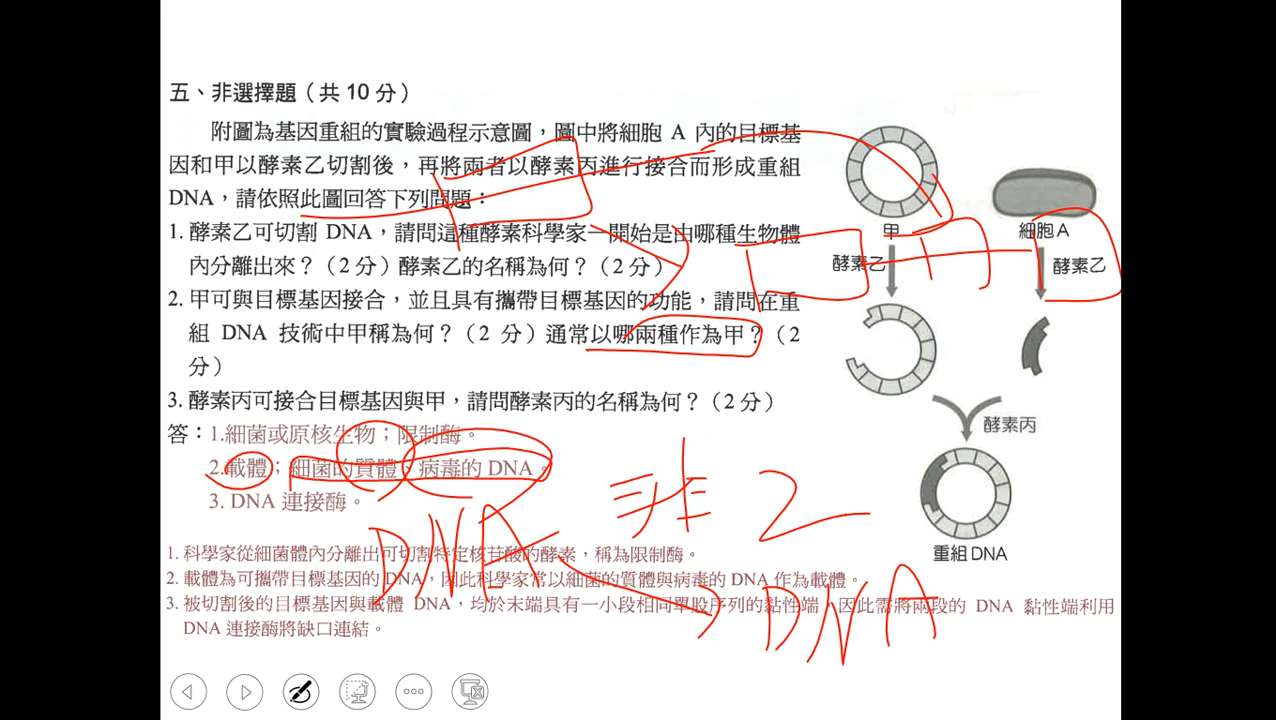 五、非選擇題（共 10 分）
附圖為基因重組的實驗過程示意圖，圖中將細胞 A 內的目標基
因和甲以酵素乙切割後，再將兩者以酵素丙進行接合而形成重組
DNA，請依照此圖回答下列問題：
1. 酵素乙可切割 DNA，請問這種酵素科學家一開始是由哪種生物體
內分離出來？（2 分）酵素乙的名稱為何？（2 分）
2. 甲可與目標基因接合，並且具有攜帶目標基因的功能，請問在重
組 DNA 技術中甲稱為何？（2 分）通常以哪兩種作為甲？（2
分）
3. 酵素丙可接合目標基因與甲，請問酵素丙的名稱為何？（2 分）
答：1.細菌或原核生物；限制酶。
2.載體；細菌的質體、病毒的 DNA。
3. DNA 連接酶。
1. 科學家從細菌體內分離出可切割特定核苷酸的酵素，稱為限制酶。
2. 載體為可攜帶目標基因的 DNA，因此科學家常以細菌的質體與病毒的 DNA 作為載體。
3. 被切割後的目標基因與載體 DNA，均於末端具有一小段相同單股序列的黏性端，因此需將兩段的 DNA 黏性端利用
DNA 連接酶將缺口連結。
甲
細胞A
酵素乙
酵素乙
酵素丙
重組DNA
非 2
DNA
DNA